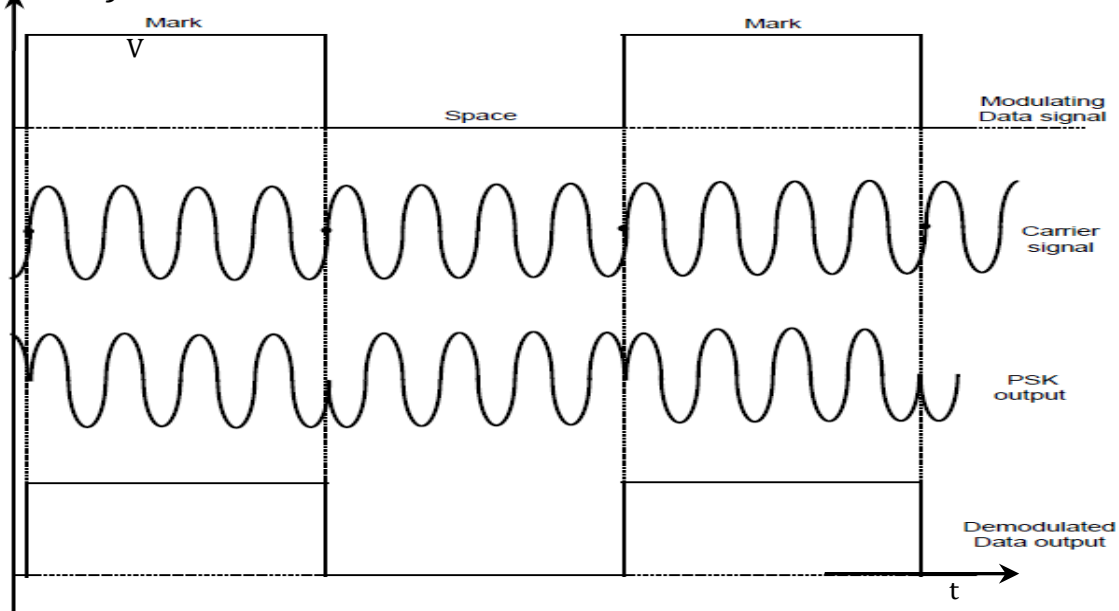 Mark
Mark
V
Space
Modulating
Data signal
Carrier
signal
PSK
output
Demodulated
Data output
t